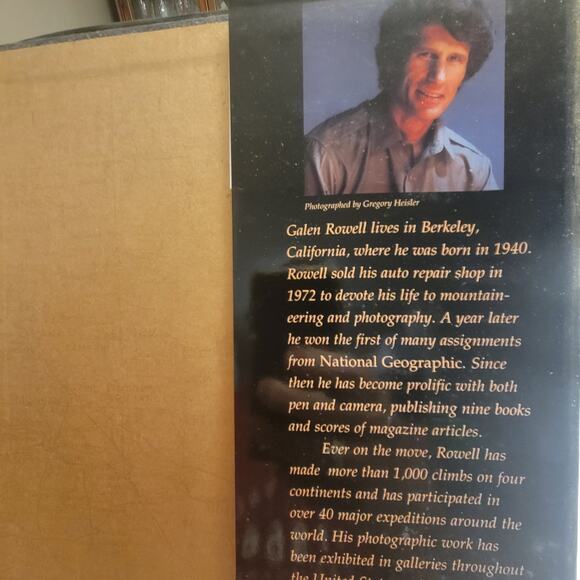 Photographed by Gregory Heisler
Galen Rowell lives in Berkeley,
California, where he was born in 1940.
Rowell sold his auto repair shop in
1972 to devote his life to mountain-
eering and photography. A year later
he won the first of many assignments
from National Geographic. Since
then he has become prolific with both
pen and camera, publishing nine books
and scores of magazine articles.
Ever on the move, Rowell has
made more than 1,000 climbs on four
continents and has participated in
over 40 major expeditions around the
world. His photographic work has
been exhibited in galleries throughout
the United